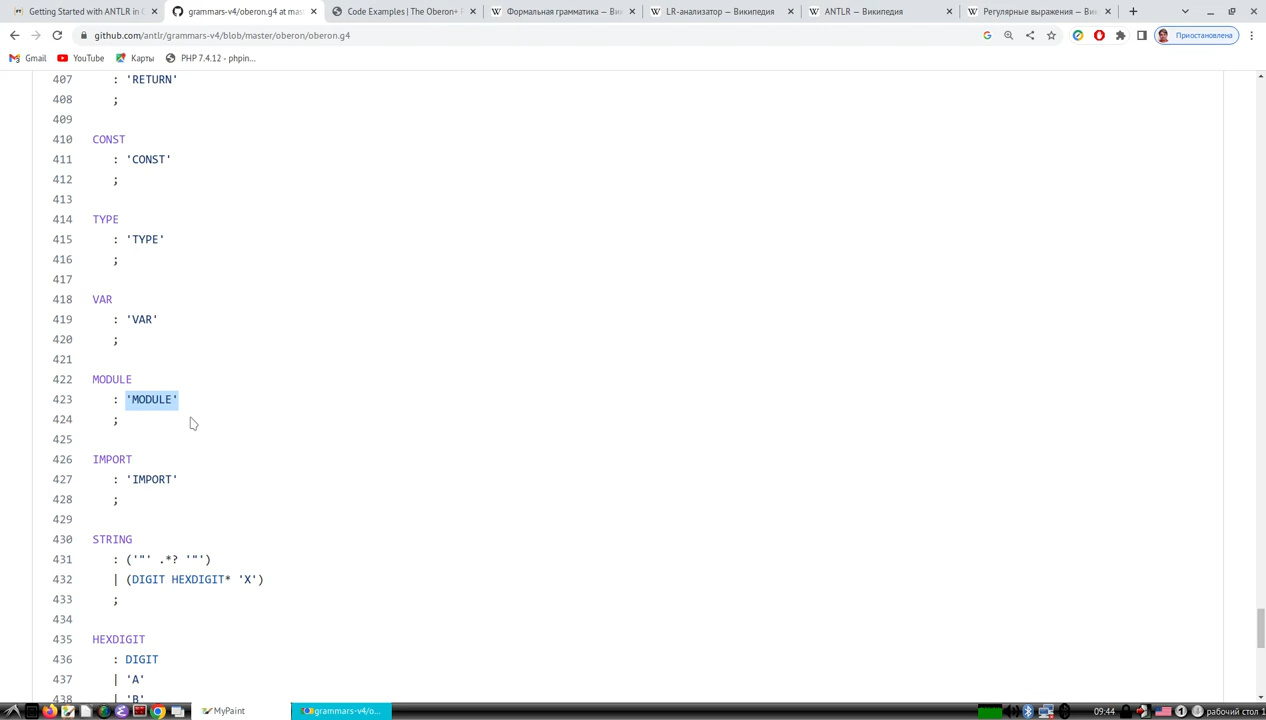 Getting Started with ANTLR in C
grammars-v4/oberon.g4 at mast
Code Examples | The Oberon+ P
Формальная грамматика — Ви
LR-анализатор — Википедия
ANTLR — Википедия
Регулярные выражения — Вик
github.com/antlr/grammars-v4/blob/master/oberon/oberon.g4
Приостановлена
Gmail
YouTube
Карты
PHP 7.4.12 - phpin...
407 : 'RETURN'
408 ;
409
410 CONST
411 : 'CONST'
412 ;
413
414 TYPE
415 : 'TYPE'
416 ;
417
418 VAR
419 : 'VAR'
420 ;
421
422 MODULE
423 : 'MODULE'
424 ;
425
426 IMPORT
427 : 'IMPORT'
428 ;
429
430 STRING
431 : ('"' .*? '"')
432 | (DIGIT HEXDIGIT* 'X')
433 ;
434
435 HEXDIGIT
436 : DIGIT
437 | 'A'
438 | 'B'
MyPaint
grammars-v4/o...
09:44
рабочий стол 1